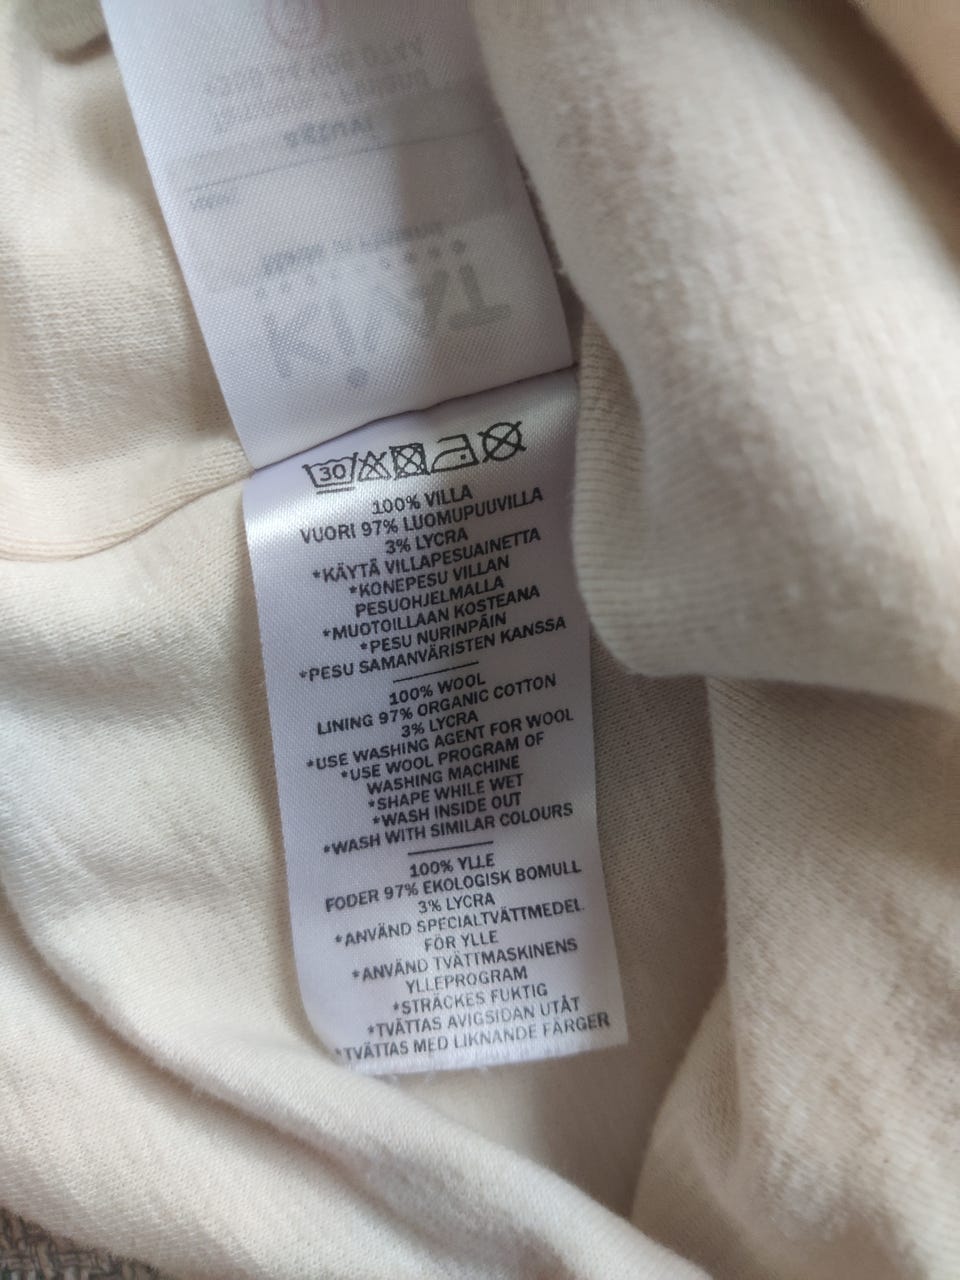 30
100% VILLA
VUORI 97% LUOMUPUUVILLA
3% LYCRA
*KÄYTÄ VILLAPESUAINETTA
*KONEPESU VILLAN
PESUOHJELMALLA
*MUOTOILLAAN KOSTEANA
*PESU NURINPÄIN
*PESU SAMANVÄRISTEN KANSSA
100% WOOL
LINING 97% ORGANIC COTTON
3% LYCRA
*USE WASHING AGENT FOR WOOL
*USE WOOL PROGRAM OF
WASHING MACHINE
*SHAPE WHILE WET
*WASH INSIDE OUT
*WASH WITH SIMILAR COLOURS
100% YLLE
FODER 97% EKOLOGISK BOMULL
3% LYCRA
*ANVÄND SPECIALTVÄTTMEDEL
FÖR YLLE
*ANVÄND TVÄTTMASKINENS
YLLEPROGRAM
*STRÄCKES FUKTIG
*TVÄTTAS AVIGSIDAN UTÅT
*TVÄTTAS MED LIKNANDE FÄRGER